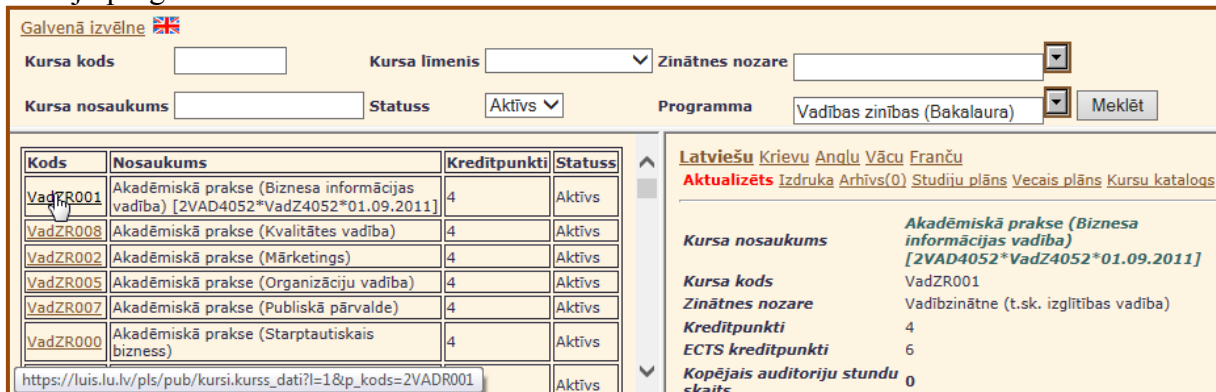 Galvenā izvēlne
Kursa kods Kursa līmenis Zinātnes nozare
Kursa nosaukums Statuss Aktīvs Programma Vadības zinības (Bakalaura) Meklēt
Kods Nosaukums Kredītpunkti Statuss
VadZR001 Akadēmiskā prakse (Biznesa informācijas vadība) [2VAD4052*VadZ4052*01.09.2011] 4 Aktīvs
VadZR008 Akadēmiskā prakse (Kvalitātes vadība) 4 Aktīvs
VadZR002 Akadēmiskā prakse (Mārketings) 4 Aktīvs
VadZR005 Akadēmiskā prakse (Organizāciju vadība) 4 Aktīvs
VadZR007 Akadēmiskā prakse (Publiskā pārvalde) 4 Aktīvs
VadZR000 Akadēmiskā prakse (Starptautiskais bizness) 4 Aktīvs
Aktīvs
https://luis.lu.lv/pls/pub/kursi.kurss_dati?l=1&p_kods=2VADR001
Latviešu Krievu Angļu Vācu Franču
Aktualizēts Izdruka Arhīvs(0) Studiju plāns Vecais plāns Kursu katalogs
Kursa nosaukums Akadēmiskā prakse (Biznesa
informācijas vadība)
[2VAD4052*VadZ4052*01.09.2011]
Kursa kods VadZR001
Zinātnes nozare Vadībzinātne (t.sk. izglītības vadība)
Kredītpunkti 4
ECTS kredītpunkti 6
Kopējais auditoriju stundu 0
skaits